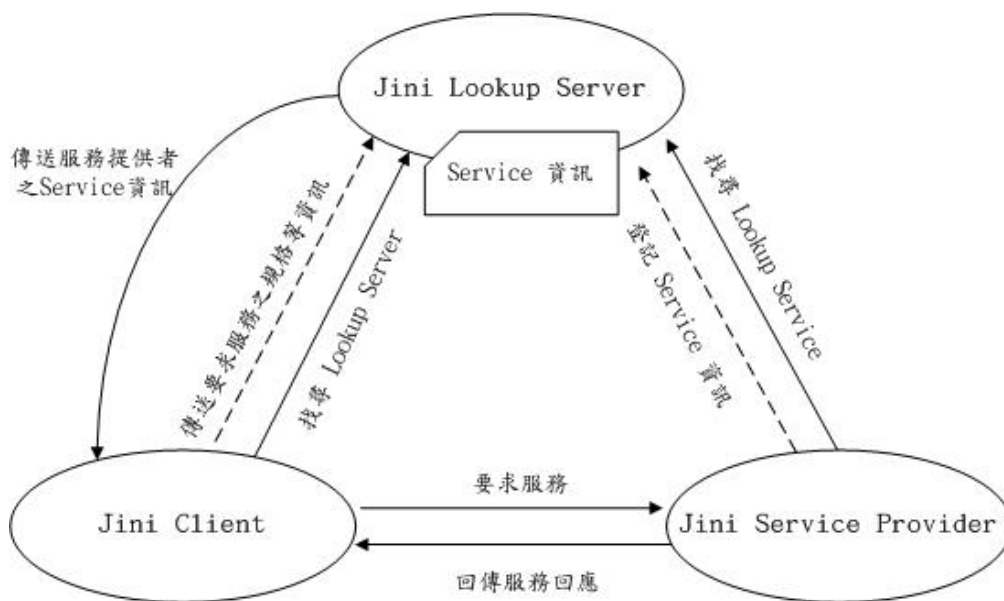 Jini Lookup Server
Service 資訊
傳送服務提供者
之Service資訊
傳送要求服務之規格等資訊
找尋 Lookup Server
登記 Service 資訊
找尋 Lookup Service
Jini Client
要求服務
回傳服務回應
Jini Service Provider